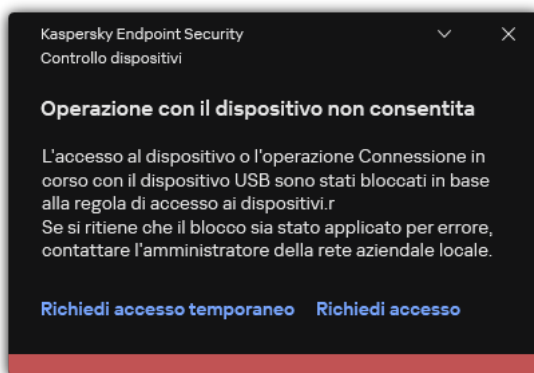 Kaspersky Endpoint Security
Controllo dispositivi
Operazione con il dispositivo non consentita
L'accesso al dispositivo o l'operazione Connessione in
corso con il dispositivo USB sono stati bloccati in base
alla regola di accesso ai dispositivi.r
Se si ritiene che il blocco sia stato applicato per errore,
contattare l'amministratore della rete aziendale locale.
Richiedi accesso temporaneo Richiedi accesso